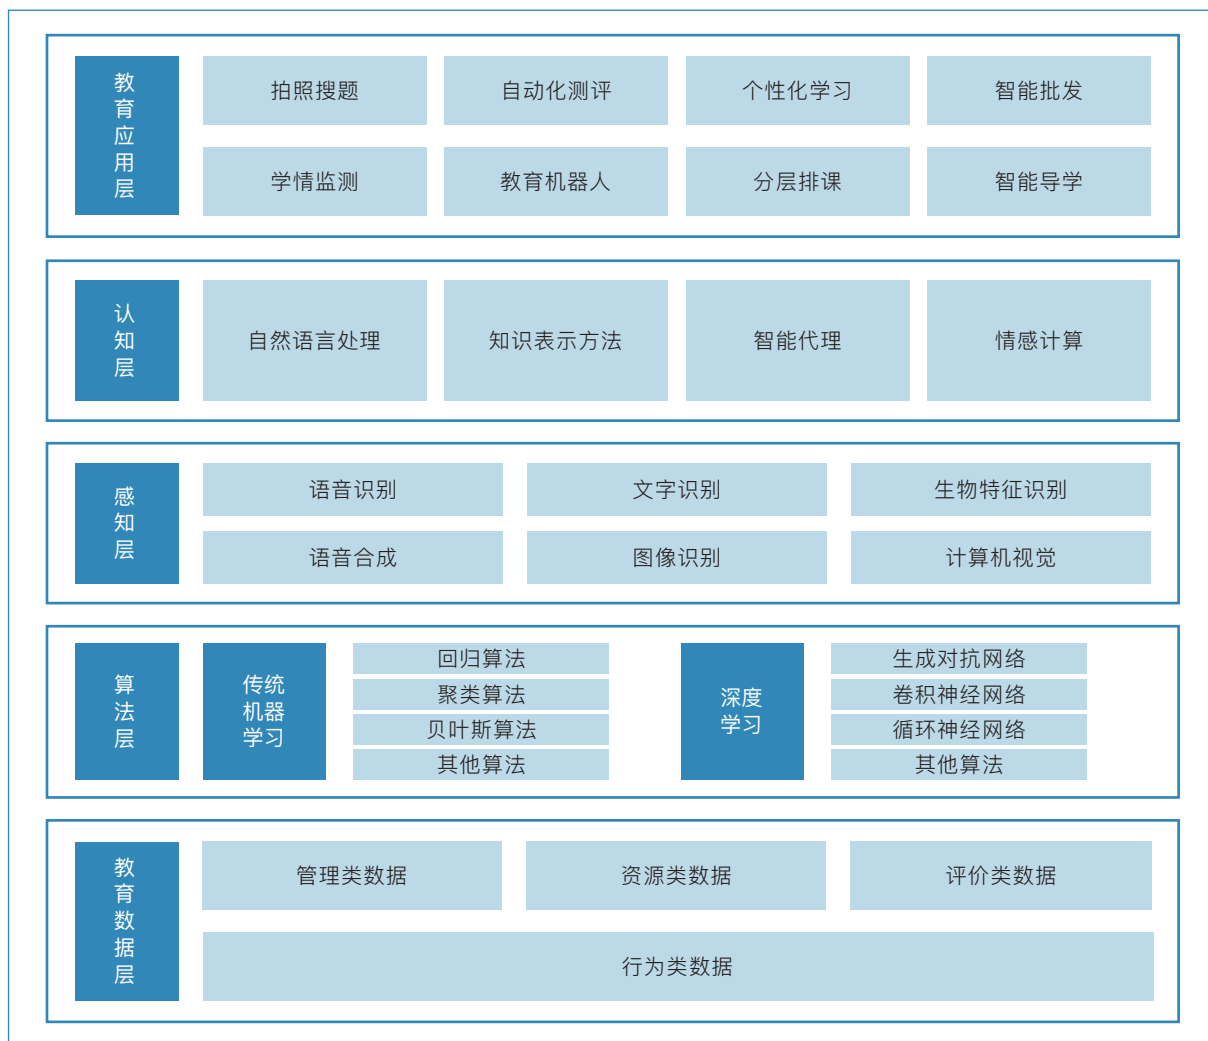 教
育
应
用
层
拍照搜题
自动化测评
个性化学习
智能批发
学情监测
教育机器人
分层排课
智能导学
认
知
层
自然语言处理
知识表示方法
智能代理
情感计算
感
知
层
语音识别
文字识别
生物特征识别
语音合成
图像识别
计算机视觉
算
法
层
传统
机器
学习
回归算法
聚类算法
贝叶斯算法
其他算法
深度
学习
生成对抗网络
卷积神经网络
循环神经网络
其他算法
教
育
数
据
层
管理类数据
资源类数据
评价类数据
行为类数据